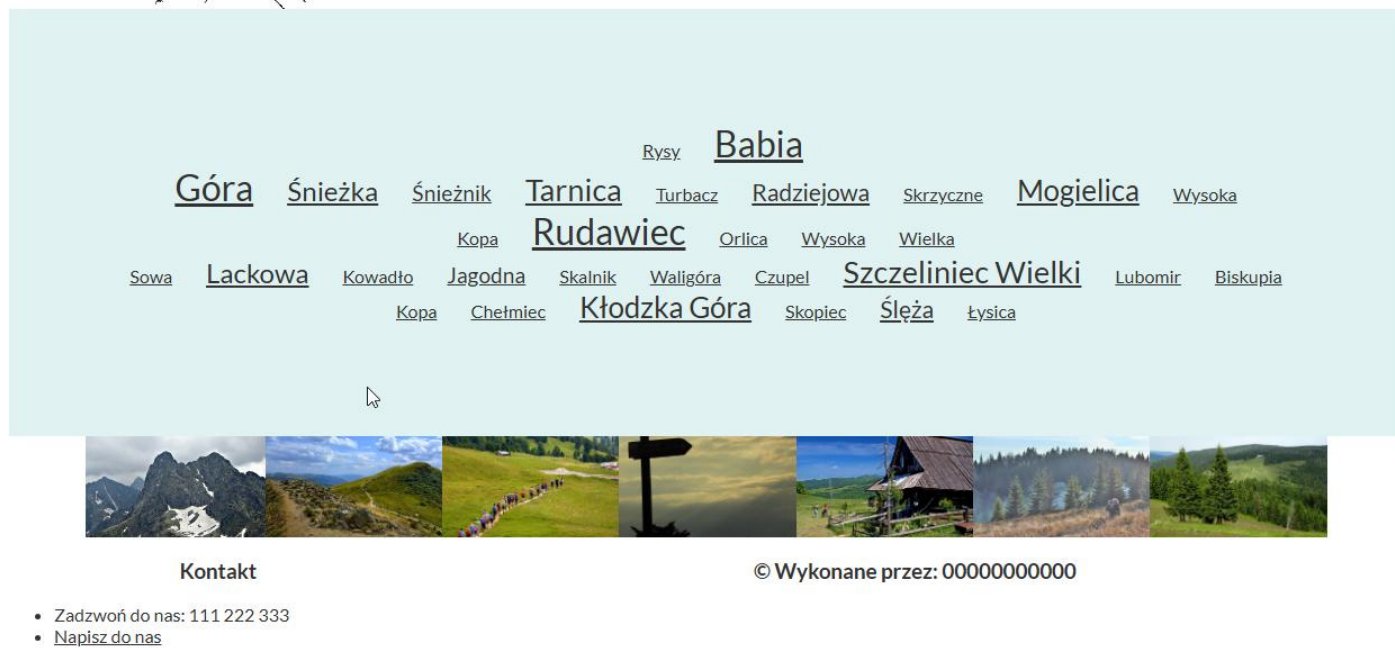 Rysy Babia
Góra Śnieżka Śnieżnik Tarnica Turbacz Radziejowa Skrzyczne Mogielica Wysoka
Kopa Rudawiec Orlica Wysoka Wielka
Sowa Lackowa Kowadło Jagodna Skalnik Waligóra Czupel Szczeliniec Wielki Lubomir Biskupia
Kopa Chełmiec Kłodzka Góra Skopiec Ślęża Łysica
Kontakt
© Wykonane przez: 00000000000
Zadzwoń do nas: 111 222 333
Napisz do nas